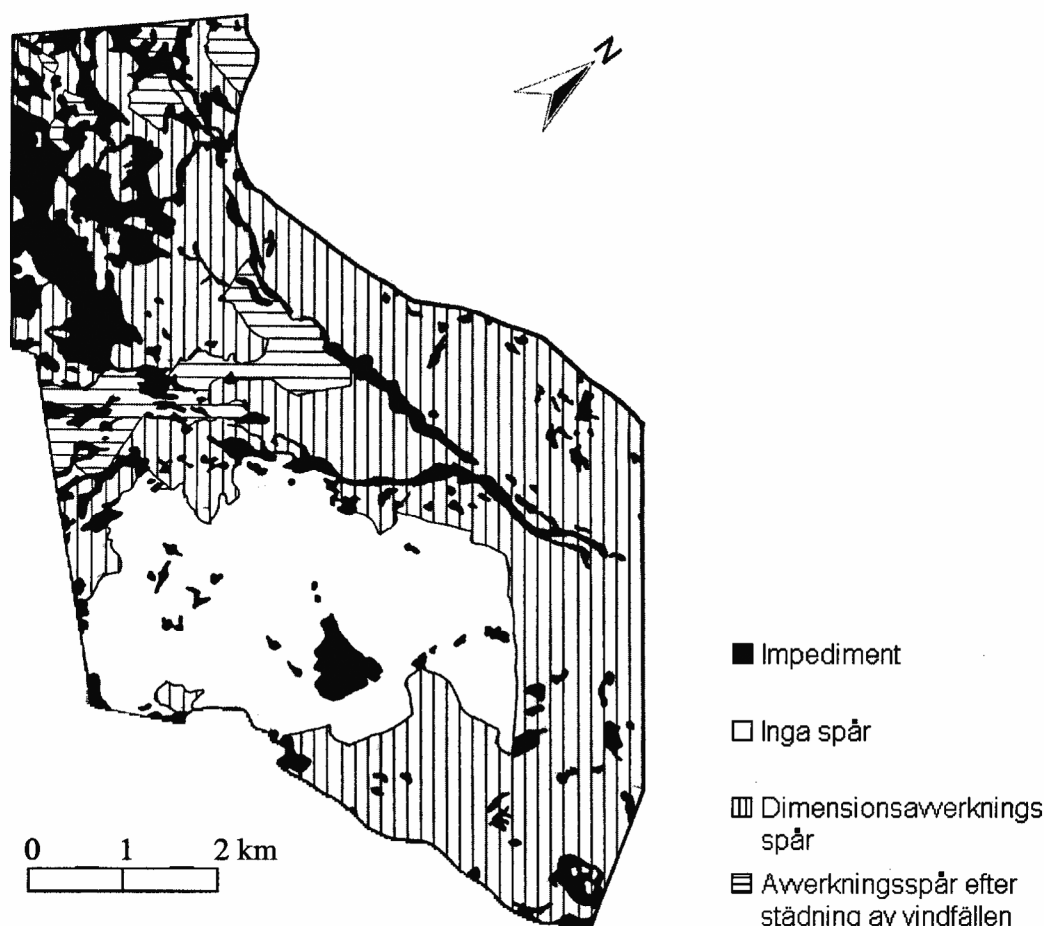 N
Impediment
Inga spår
Dimensionsavverknings
spår
Avverkningsspår efter
städning av vindfällen
0 1 2 km